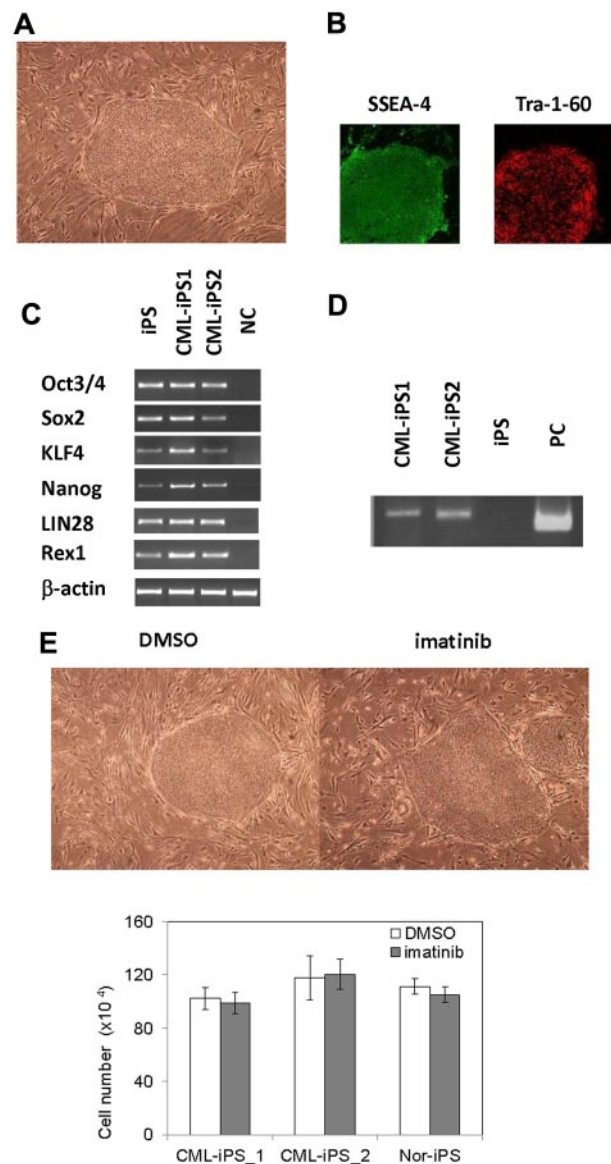 A
B
SSEA-4 Tra-1-60
C
iPS CML-iPS1 CML-iPS2 NC
Oct3/4
Sox2
KLF4
Nanog
LIN28
Rex1
β-actin
D
CML-iPS1 CML-iPS2 iPS PC
E
DMSO imatinib
Cell number (x10⁻⁴)
160
120
80
40
0
DMSO
imatinib
CML-iPS_1 CML-iPS_2 Nor-iPS